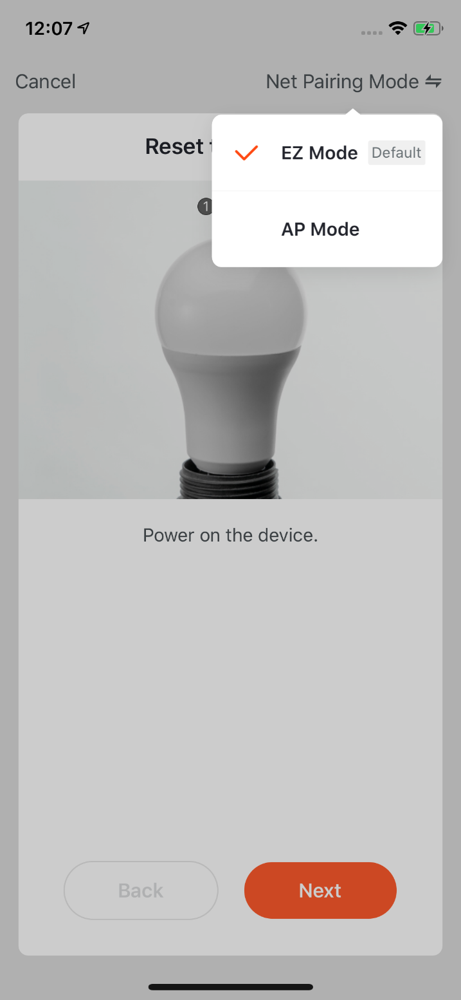 12:07
Cancel
Net Pairing Mode
Reset
EZ Mode Default
1
AP Mode
Power on the device.
Back Next